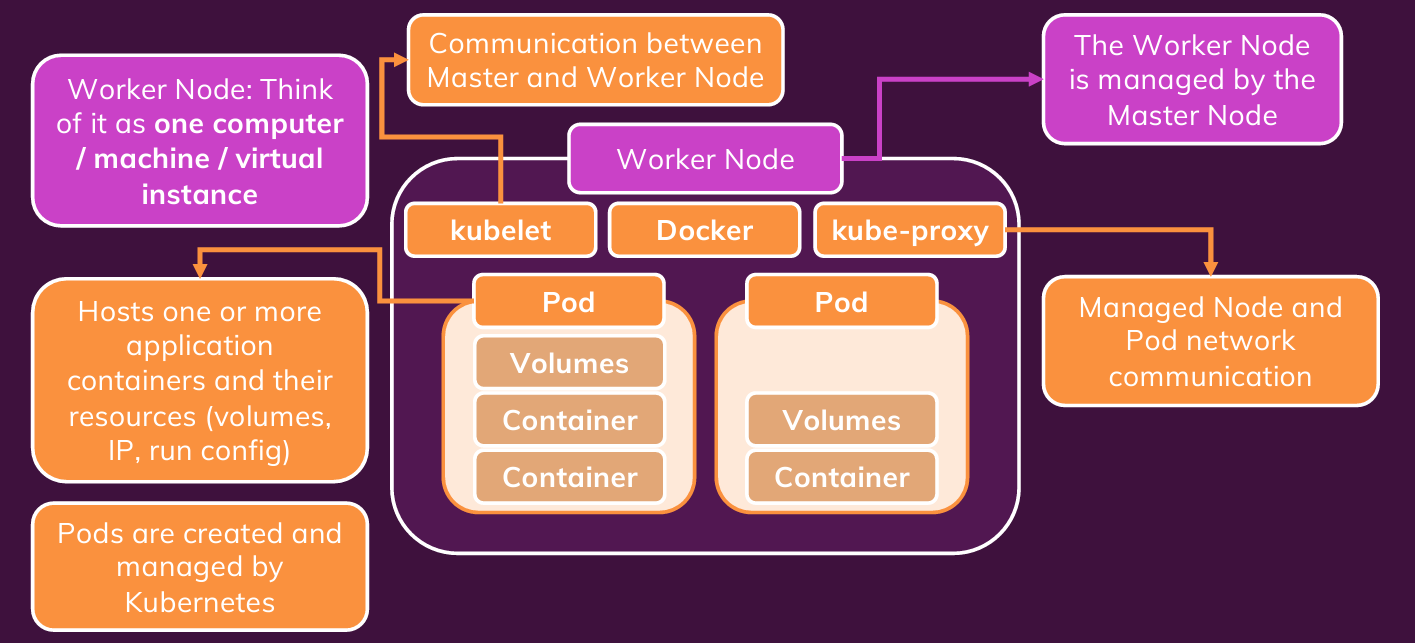 Communication between
Master and Worker Node
The Worker Node
is managed by the
Master Node
Worker Node: Think
of it as one computer
/ machine / virtual
instance
Worker Node
kubelet
Docker
kube-proxy
Pod
Volumes
Container
Container
Pod
Volumes
Container
Hosts one or more
application
containers and their
resources (volumes,
IP, run config)
Managed Node and
Pod network
communication
Pods are created and
managed by
Kubernetes